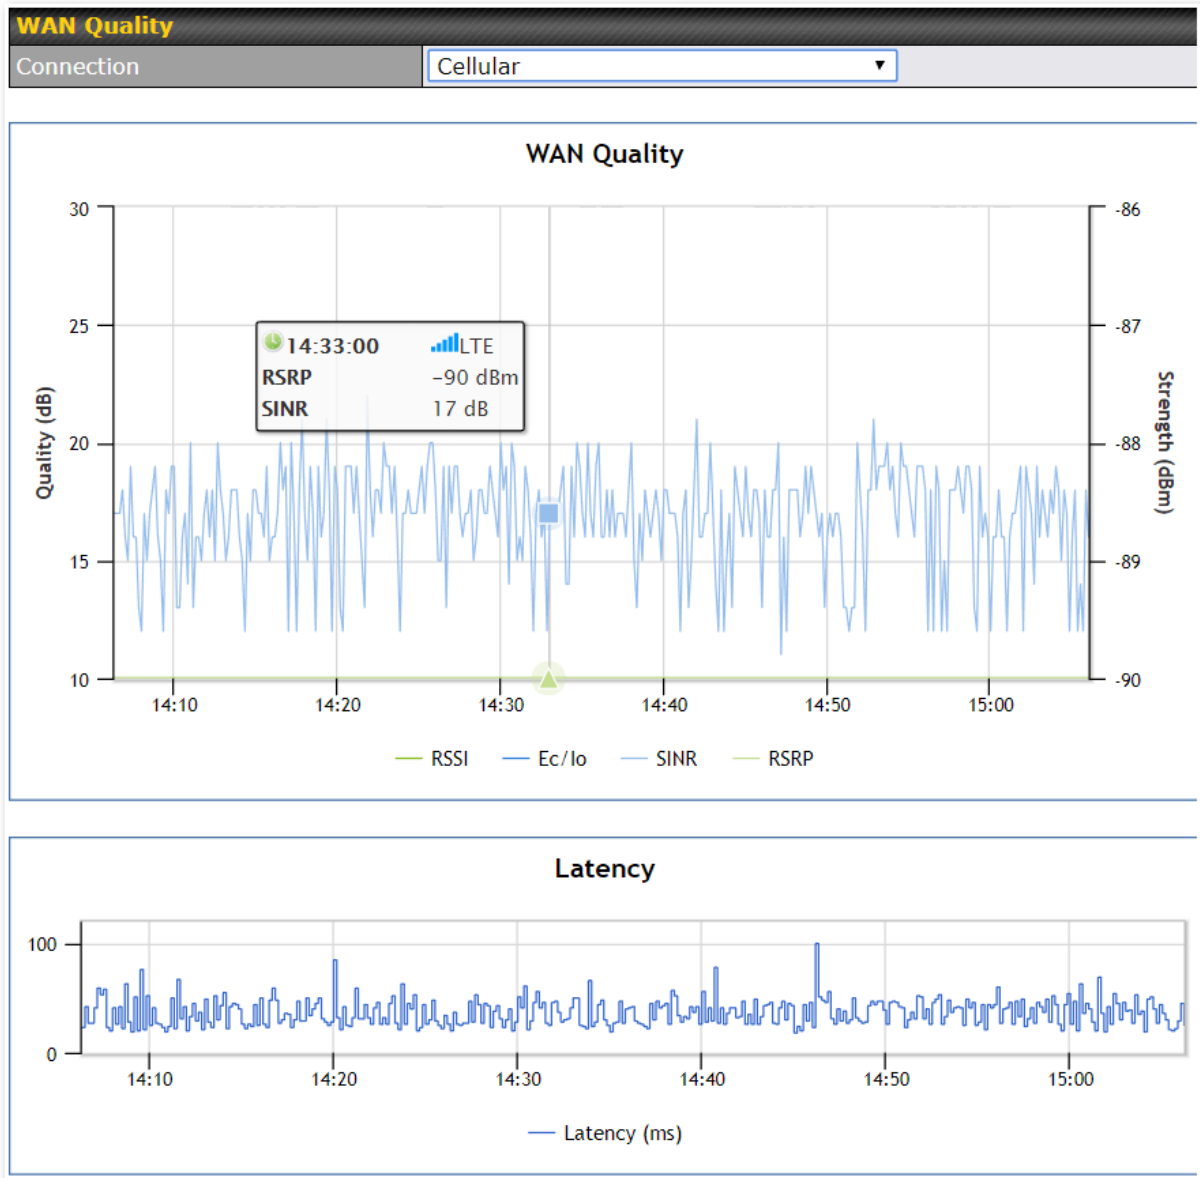 WAN Quality
Connection Cellular
WAN Quality
30 -86
25 -87
14:33:00 LTE
RSRP -90 dBm
SINR 17 dB
Quality (dB)
Strength (dBm)
20 -88
15 -89
10 -90
14:10 14:20 14:30 14:40 14:50 15:00
RSSI Ec/Io SINR RSRP
Latency
100
0
14:10 14:20 14:30 14:40 14:50 15:00
Latency (ms)